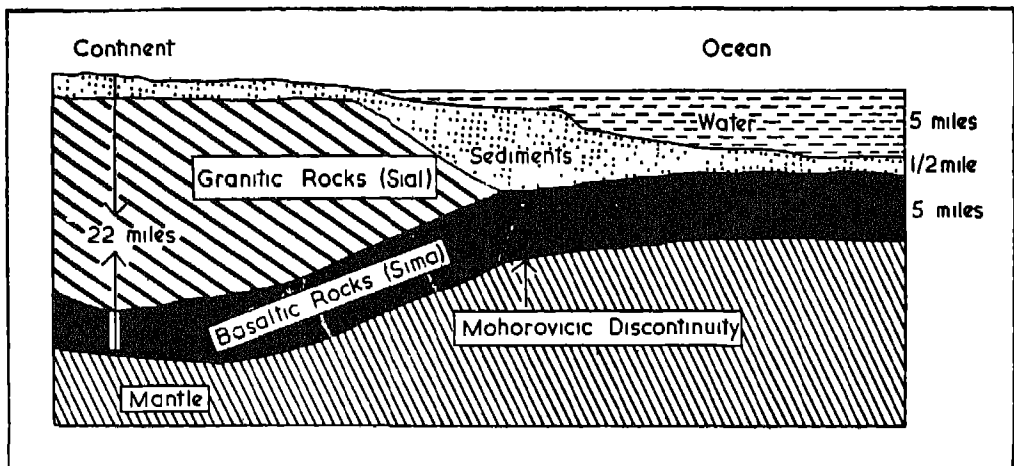 Continent
Ocean
Water
5 miles
Sediments
1/2 mile
Granitic Rocks (Sial)
5 miles
22 miles
Basaltic Rocks (Sima)
Mohorovicic Discontinuity
Mantle